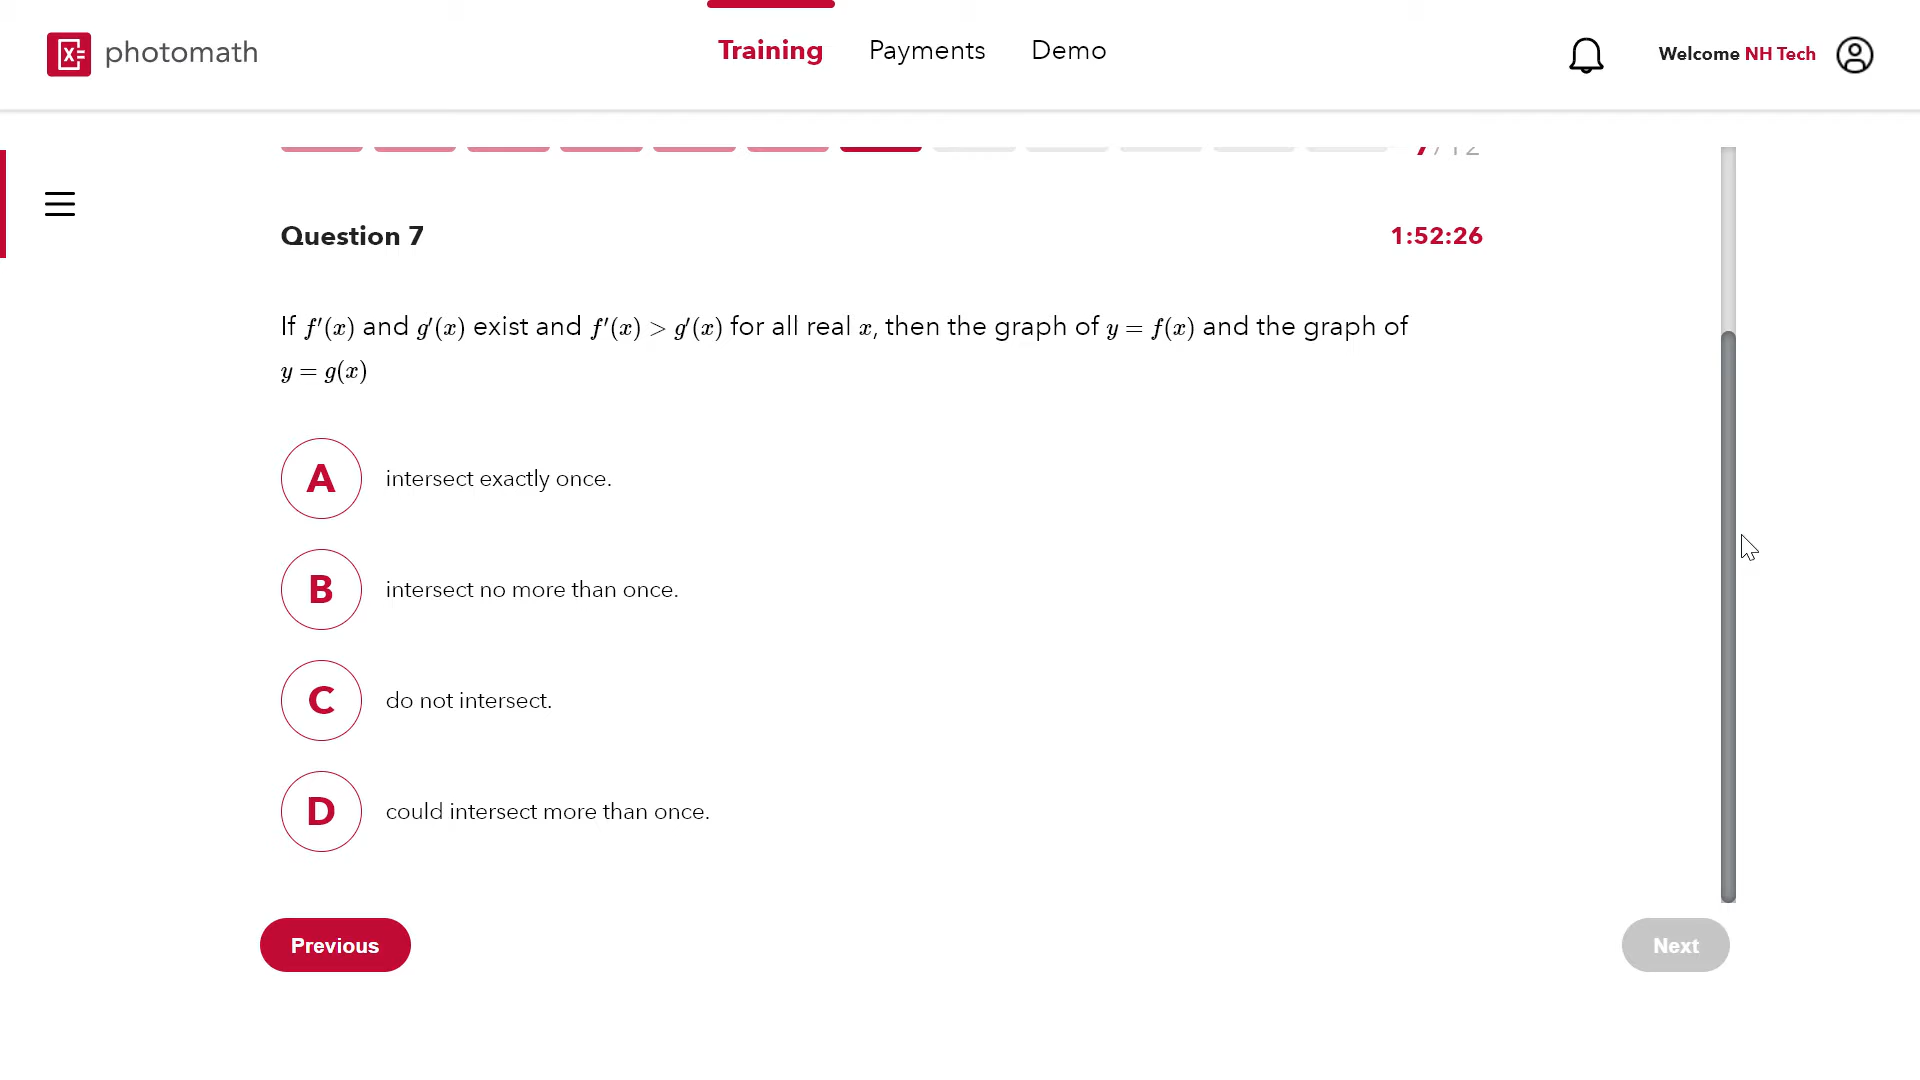 photomath
Training Payments Demo
Welcome NH Tech
7/12
Question 7
1:52:26
If f′(x) and g′(x) exist and f′(x) > g′(x) for all real x, then the graph of y = f(x) and the graph of
y = g(x)
A intersect exactly once.
B intersect no more than once.
C do not intersect.
D could intersect more than once.
Previous
Next